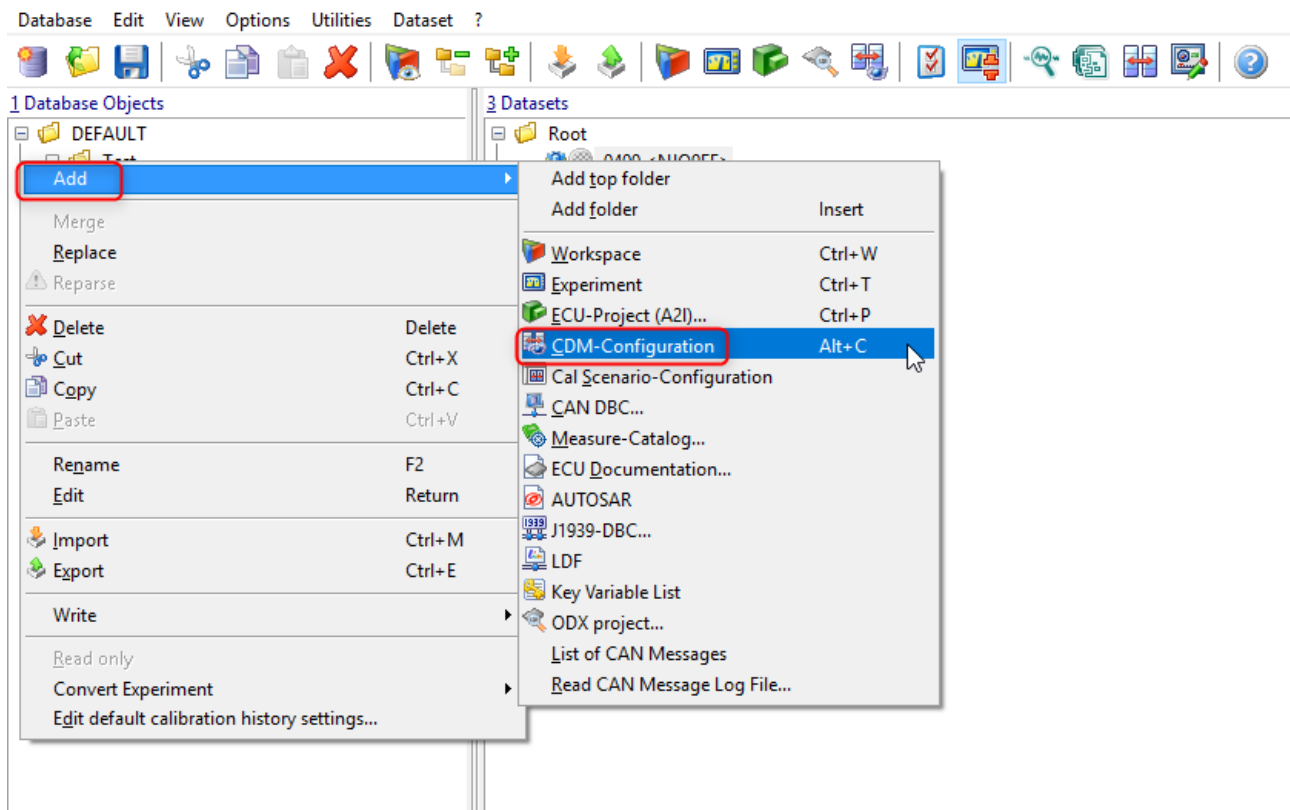 Database Edit View Options Utilities Dataset ?
1 Database Objects
DEFAULT
Test
3 Datasets
Root
Add
Merge
Replace
Reparse
Delete Delete
Cut Ctrl+X
Copy Ctrl+C
Paste Ctrl+V
Rename F2
Edit Return
Import Ctrl+M
Export Ctrl+E
Write
Read only
Convert Experiment
Edit default calibration history settings...
Add top folder
Add folder Insert
Workspace Ctrl+W
Experiment Ctrl+T
ECU-Project (A2l)... Ctrl+P
CDM-Configuration Alt+C
Cal Scenario-Configuration
CAN DBC...
Measure-Catalog...
ECU Documentation...
AUTOSAR
J1939-DBC...
LDF
Key Variable List
ODX project...
List of CAN Messages
Read CAN Message Log File...